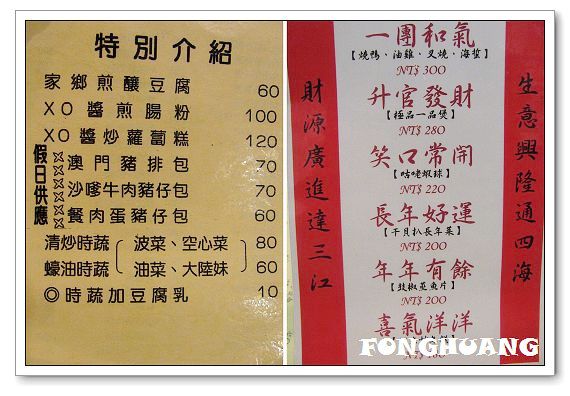 特別介紹
家鄉煎釀豆腐 60
XO醬煎腸粉 100
XO醬炒蘿蔔糕 120
假日供應
澳門豬排包 70
沙嗲牛肉豬仔包 70
餐肉蛋豬仔包 60
清炒時蔬 波菜、空心菜 80
蠔油時蔬 油菜、大陸妹 60
◎時蔬加豆腐乳 10
財源廣進達三江
一團和氣
【燒鴨、油雞、叉燒、海蜇】
NT$ 300
升官發財
【極品一品煲】
NT$ 280
笑口常開
【咕咾蝦球】
NT$ 220
長年好運
【干貝扒長年菜】
NT$ 200
年年有餘
【豉椒蒸魚片】
NT$ 200
喜氣洋洋
生意興隆通四海
FONGHUANG